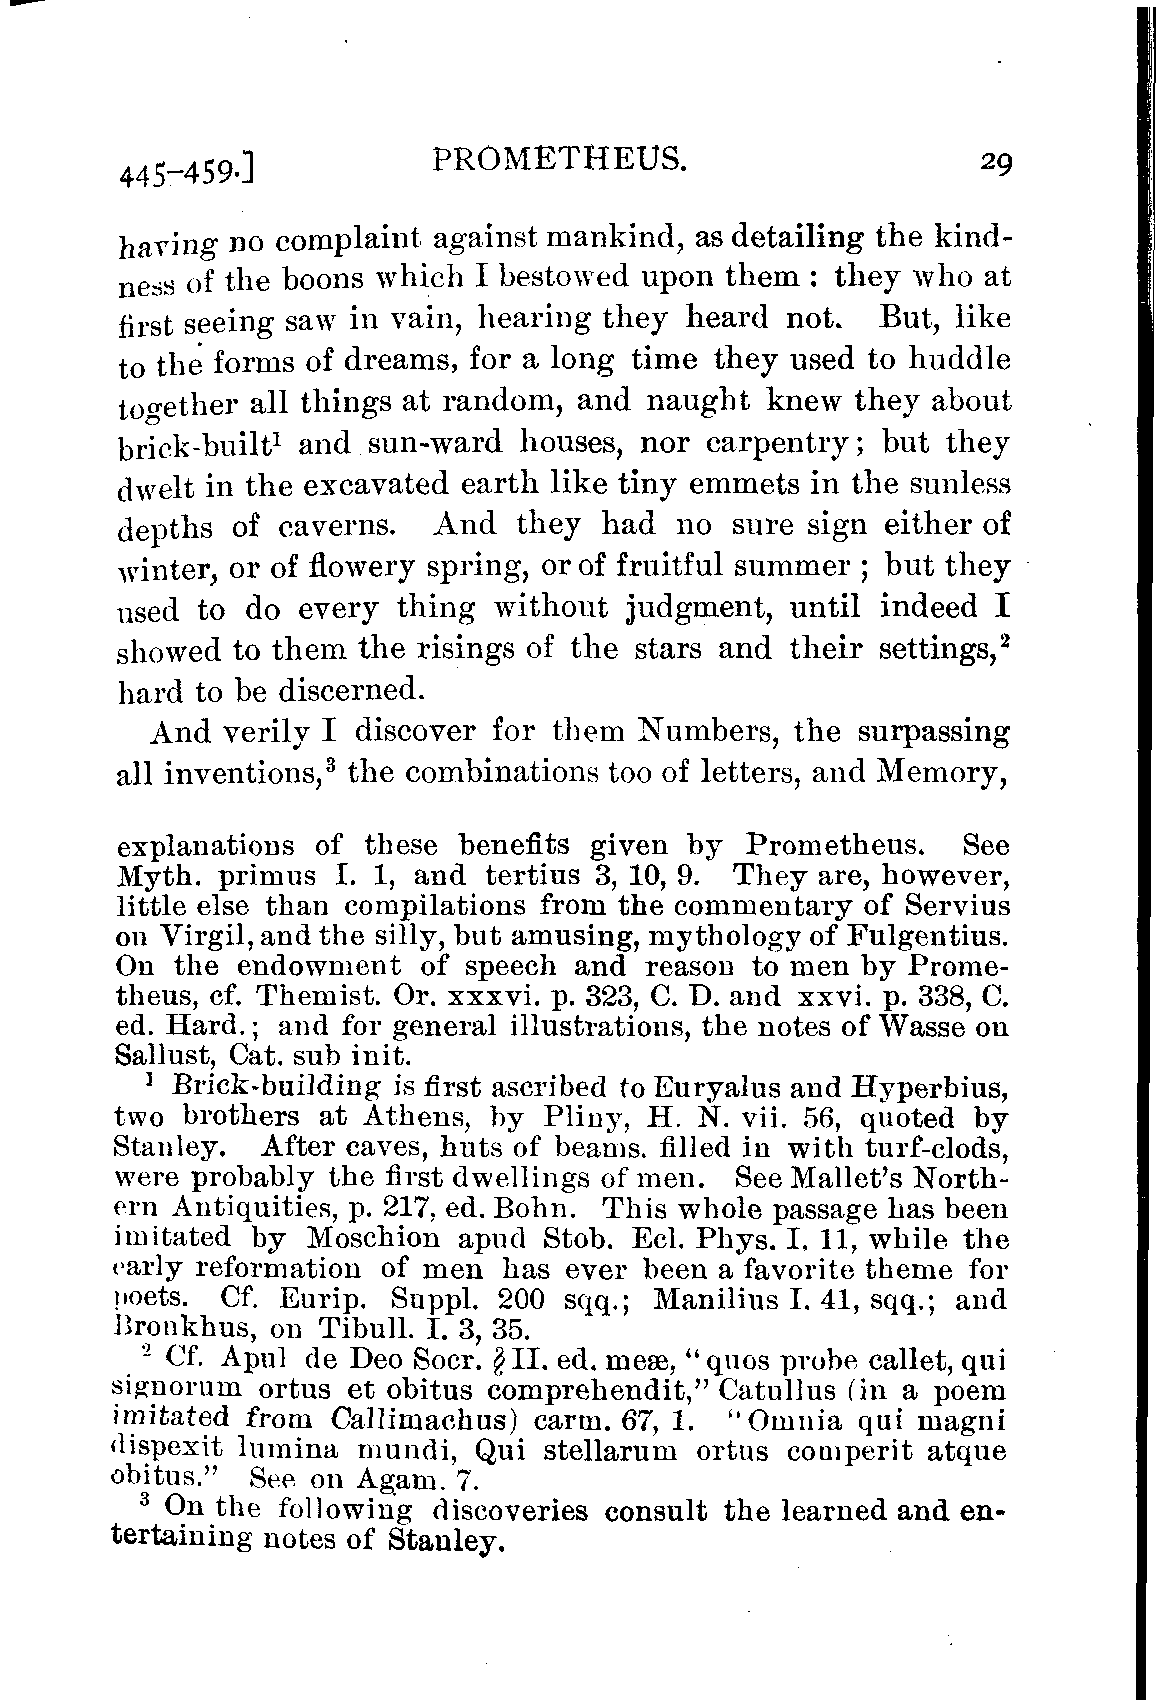 445–459.] PROMETHEUS. 29
having no complaint against mankind, as detailing the kind-
ness of the boons which I bestowed upon them : they who at
first seeing saw in vain, hearing they heard not. But, like
to the forms of dreams, for a long time they used to huddle
together all things at random, and naught knew they about
brick-built¹ and sun-ward houses, nor carpentry; but they
dwelt in the excavated earth like tiny emmets in the sunless
depths of caverns. And they had no sure sign either of
winter, or of flowery spring, or of fruitful summer ; but they
used to do every thing without judgment, until indeed I
showed to them the risings of the stars and their settings,²
hard to be discerned.
And verily I discover for them Numbers, the surpassing
all inventions,³ the combinations too of letters, and Memory,
explanations of these benefits given by Prometheus. See
Myth. primus I. 1, and tertius 3, 10, 9. They are, however,
little else than compilations from the commentary of Servius
on Virgil, and the silly, but amusing, mythology of Fulgentius.
On the endowment of speech and reason to men by Prome-
theus, cf. Themist. Or. xxxvi. p. 323, C. D. and xxvi. p. 338, C.
ed. Hard.; and for general illustrations, the notes of Wasse on
Sallust, Cat. sub init.
¹ Brick-building is first ascribed to Euryalus and Hyperbius,
two brothers at Athens, by Pliny, H. N. vii. 56, quoted by
Stanley. After caves, huts of beams. filled in with turf-clods,
were probably the first dwellings of men. See Mallet's North-
ern Antiquities, p. 217, ed. Bohn. This whole passage has been
imitated by Moschion apud Stob. Ecl. Phys. I. 11, while the
early reformation of men has ever been a favorite theme for
poets. Cf. Eurip. Suppl. 200 sqq.; Manilius I. 41, sqq.; and
Bronkhus, on Tibull. I. 3, 35.
² Cf. Apul de Deo Socr. § II. ed. meæ, “quos probe callet, qui
signorum ortus et obitus comprehendit,” Catullus (in a poem
imitated from Callimachus) carm. 67, 1. “Omnia qui magni
dispexit lumina mundi, Qui stellarum ortus comperit atque
obitus.” See on Agam. 7.
³ On the following discoveries consult the learned and en-
tertaining notes of Stanley.